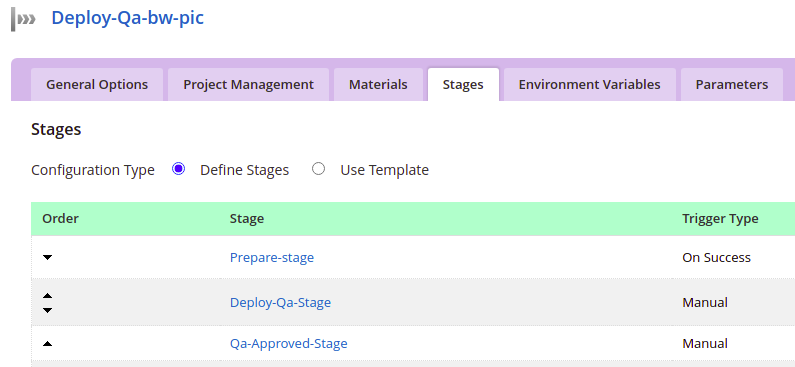 Deploy-Qa-bw-pic
General Options Project Management Materials Stages Environment Variables Parameters
Stages
Configuration Type Define Stages Use Template
Order Stage Trigger Type
Prepare-stage On Success
Deploy-Qa-Stage Manual
Qa-Approved-Stage Manual